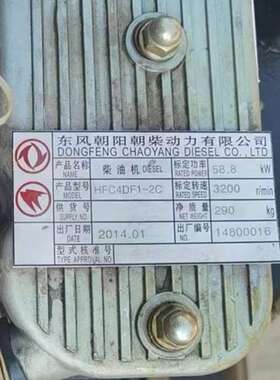 东风朝阳朝柴动力有限公司
DONGFENG CHAOYANG DIESEL CO., LTD
产品名称 柴油机 DIESEL 标定功率 58.8 kW
NAME RATED POWER
产品型号 HFC4DF1-2C 标定转速 3200 r/min
MODEL RATED SPEED
供货号 净质量 290 kg
SUPPLY NO. NET WEIGHT
出厂日期 2014.01 出厂编号 14800016
DATE
型式核准号
TYPE APPROVAL NO